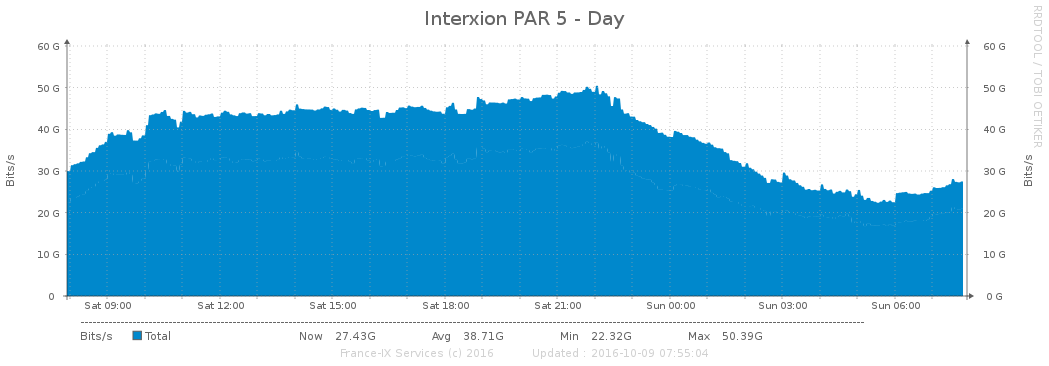 Interxion PAR 5 - Day
RRDTOOL / TOBI OETIKER
60 G 60 G
50 G 50 G
40 G 40 G
30 G 30 G
20 G 20 G
10 G 10 G
0 0 G
Bits/s
Bits/s
Sat 09:00 Sat 12:00 Sat 15:00 Sat 18:00 Sat 21:00 Sun 00:00 Sun 03:00 Sun 06:00
Bits/s Total Now 27.43G Avg 38.71G Min 22.32G Max 50.39G
France-IX Services (c) 2016 Updated : 2016-10-09 07:55:04